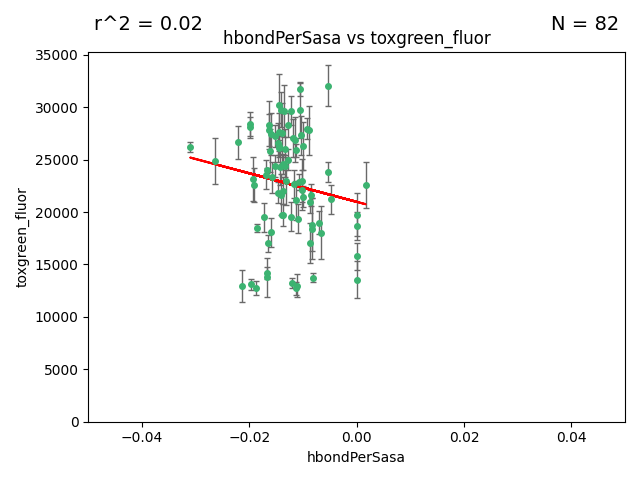 r^2 = 0.02
N = 82
hbondPerSasa vs toxgreen_fluor
35000
30000
25000
20000
15000
10000
5000
0
toxgreen_fluor
−0.04
−0.02
0.00
0.02
0.04
hbondPerSasa